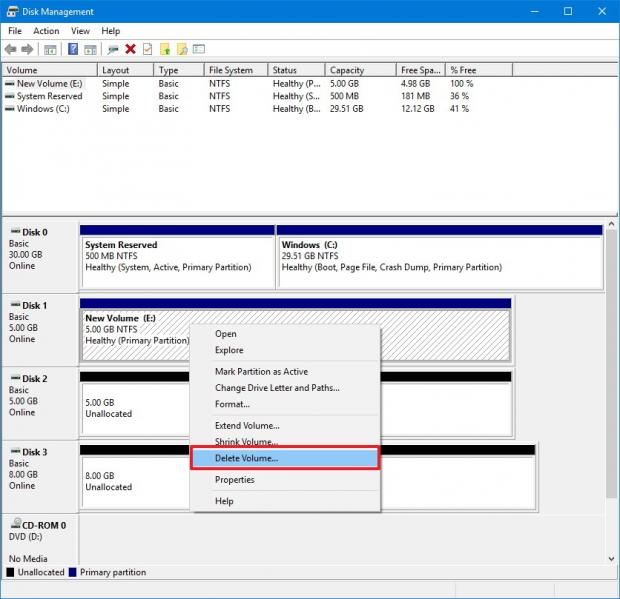 Disk Management
File Action View Help
Volume Layout Type File System Status Capacity Free Spa... % Free
New Volume (E:) Simple Basic NTFS Healthy (P... 5.00 GB 4.98 GB 100 %
System Reserved Simple Basic NTFS Healthy (S... 500 MB 181 MB 36 %
Windows (C:) Simple Basic NTFS Healthy (B... 29.51 GB 12.12 GB 41 %
Disk 0
Basic
30.00 GB
Online
System Reserved
500 MB NTFS
Healthy (System, Active, Primary Partition)
Windows (C:)
29.51 GB NTFS
Healthy (Boot, Page File, Crash Dump, Primary Partition)
Disk 1
Basic
5.00 GB
Online
New Volume (E:)
5.00 GB NTFS
Healthy (Primary Partition)
Open
Explore
Mark Partition as Active
Change Drive Letter and Paths...
Format...
Extend Volume...
Shrink Volume...
Delete Volume...
Properties
Help
Disk 2
Basic
5.00 GB
Online
5.00 GB
Unallocated
Disk 3
Basic
8.00 GB
Online
8.00 GB
Unallocated
CD-ROM 0
DVD (D:)
No Media
Unallocated Primary partition